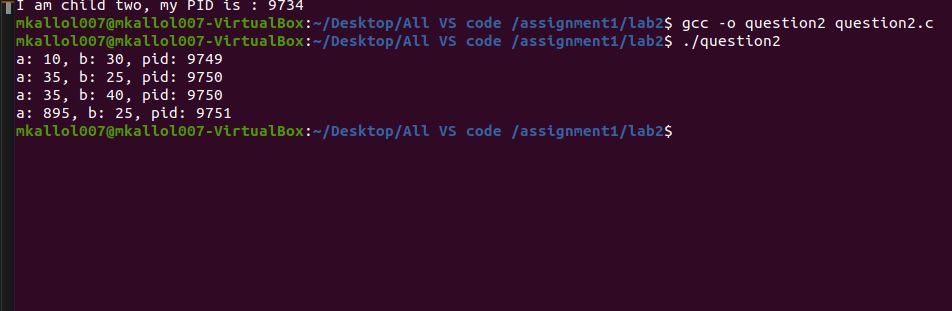 I am child two, my PID is : 9734
mkallol007@mkallol007-VirtualBox:~/Desktop/All VS code /assignment1/lab2$ gcc -o question2 question2.c
mkallol007@mkallol007-VirtualBox:~/Desktop/All VS code /assignment1/lab2$ ./question2
a: 10, b: 30, pid: 9749
a: 35, b: 25, pid: 9750
a: 35, b: 40, pid: 9750
a: 895, b: 25, pid: 9751
mkallol007@mkallol007-VirtualBox:~/Desktop/All VS code /assignment1/lab2$